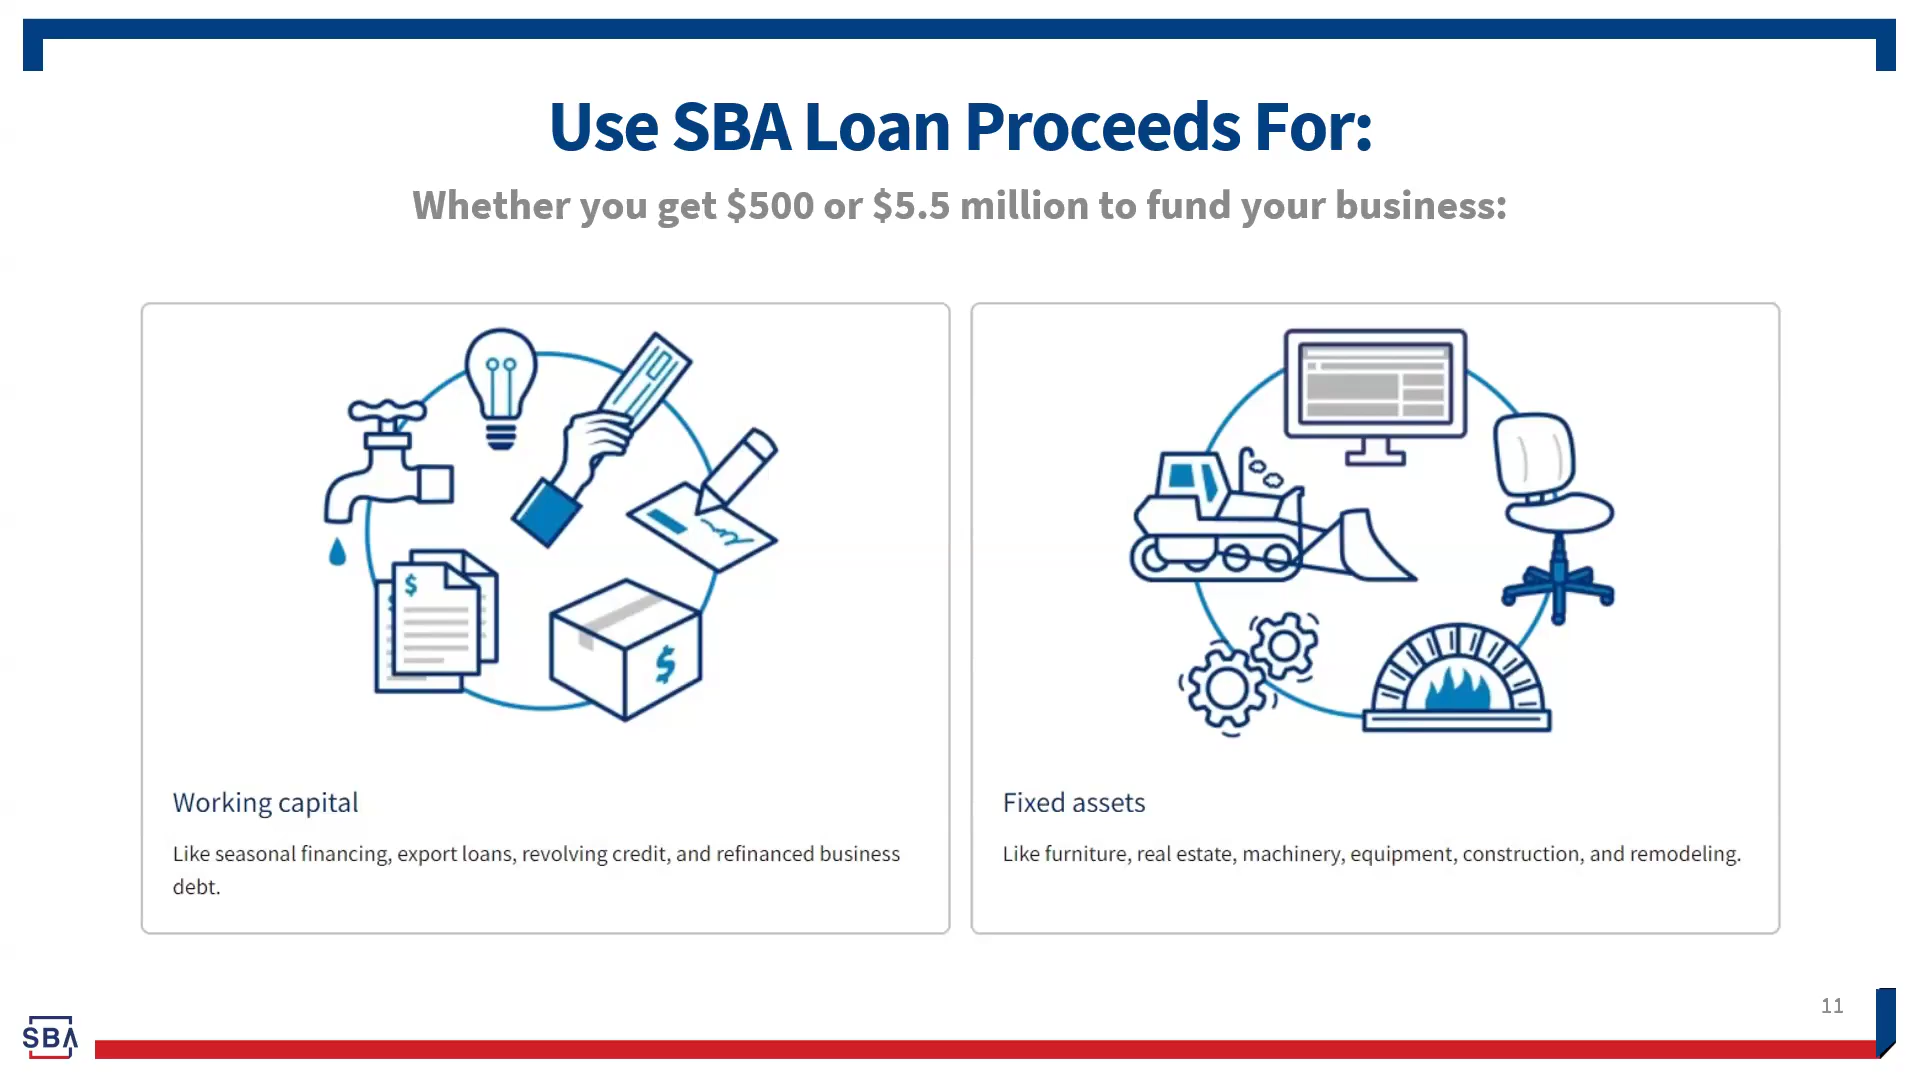 Use SBA Loan Proceeds For:
Whether you get $500 or $5.5 million to fund your business:
$
$
Working capital
Like seasonal financing, export loans, revolving credit, and refinanced business
debt.
Fixed assets
Like furniture, real estate, machinery, equipment, construction, and remodeling.
11
SBA